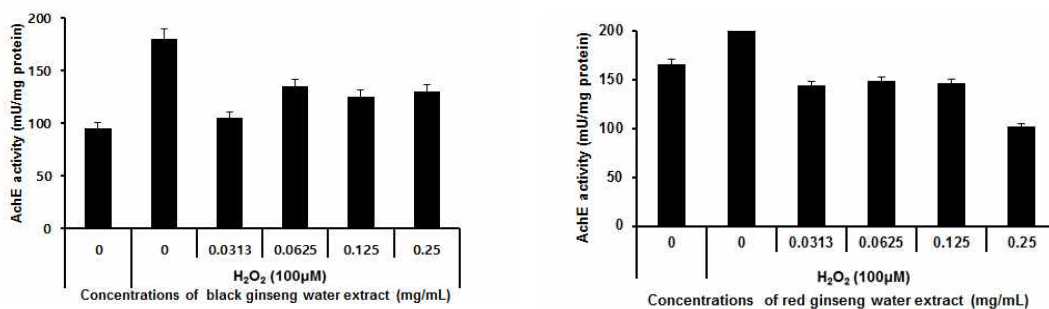 AchE activity (mU/mg protein)
200
150
100
50
0
0 0 0.0313 0.0625 0.125 0.25
H₂O₂ (100μM)
Concentrations of black ginseng water extract (mg/mL)
AchE activity (mU/mg protein)
200
150
100
50
0
0 0 0.0313 0.0625 0.125 0.25
H₂O₂ (100μM)
Concentrations of red ginseng water extract (mg/mL)